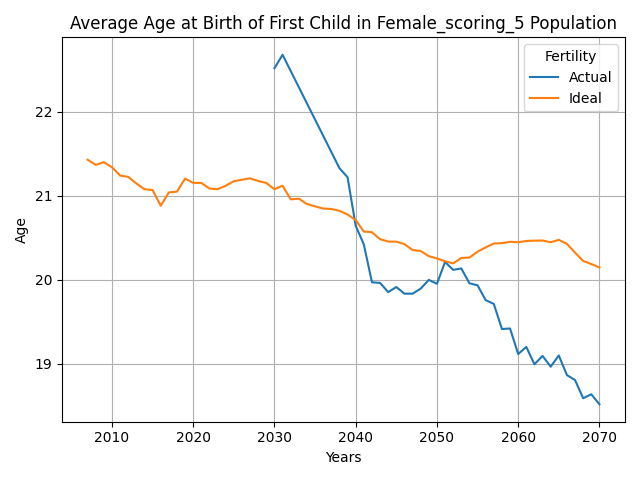 Average Age at Birth of First Child in Female_scoring_5 Population
Fertility
Actual
Ideal
22
21
20
19
Age
2010 2020 2030 2040 2050 2060 2070
Years